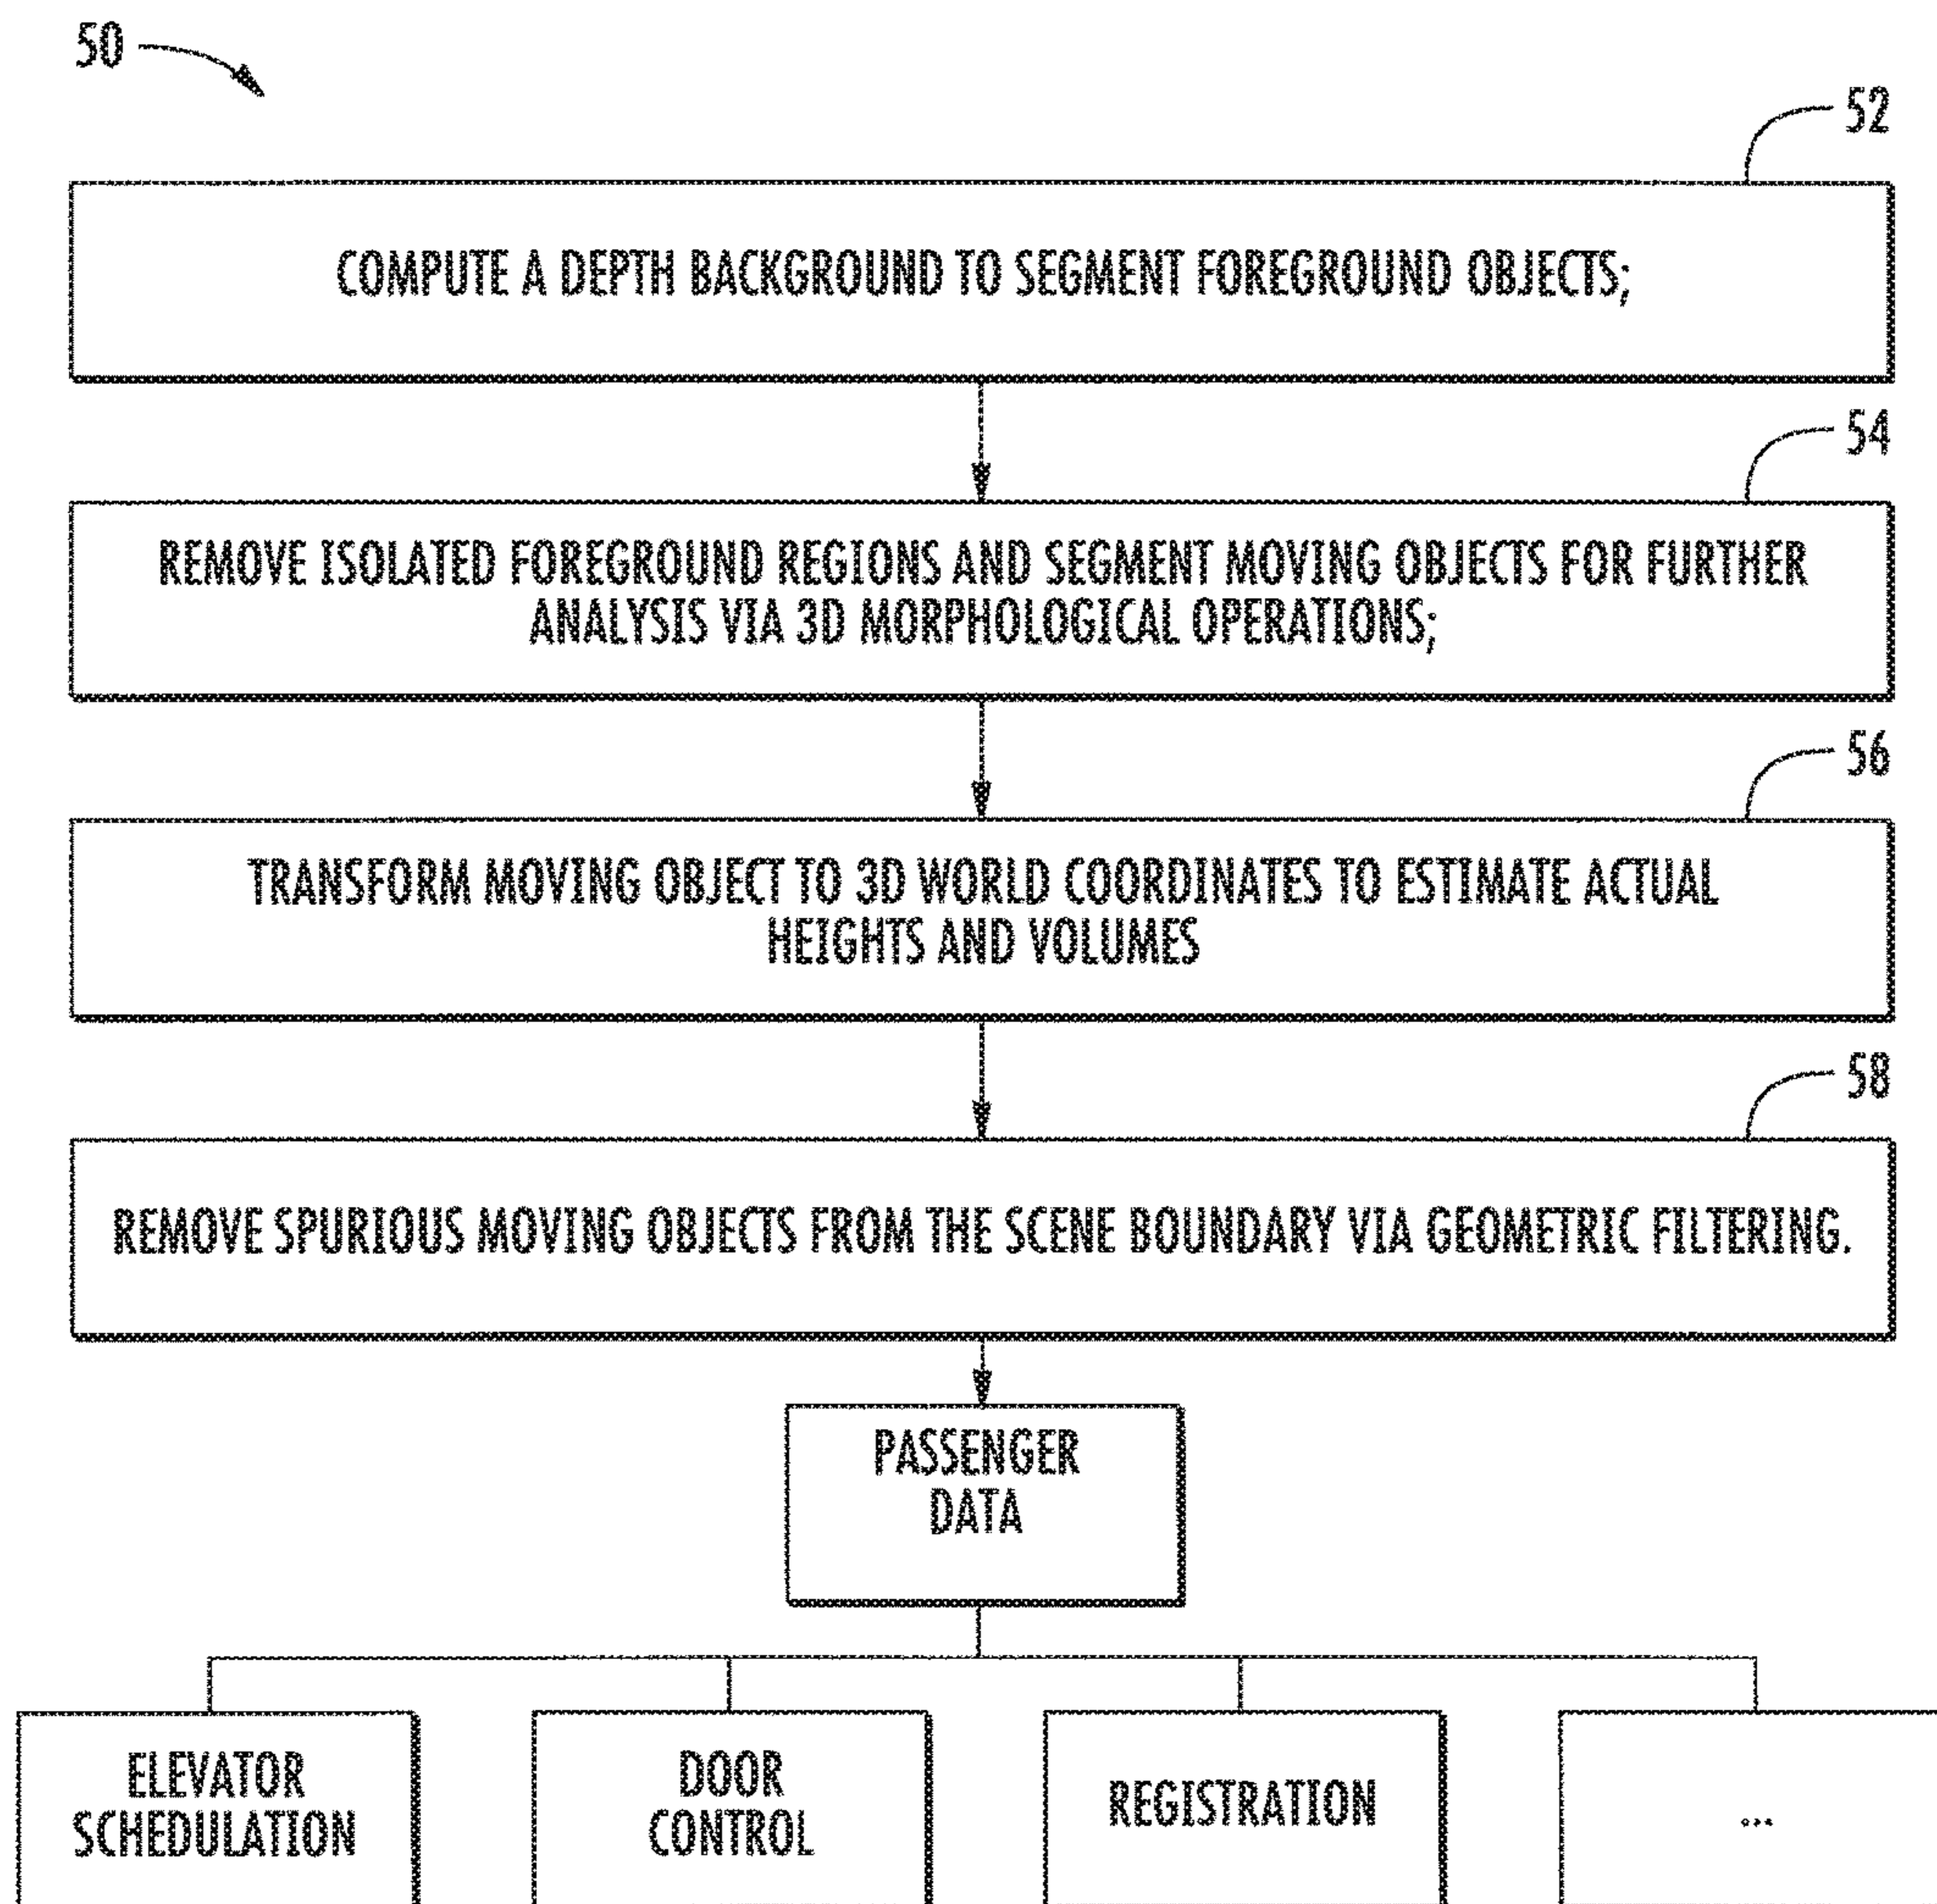 50
52
COMPUTE A DEPTH BACKGROUND TO SEGMENT FOREGROUND OBJECTS;
54
REMOVE ISOLATED FOREGROUND REGIONS AND SEGMENT MOVING OBJECTS FOR FURTHER
ANALYSIS VIA 3D MORPHOLOGICAL OPERATIONS;
56
TRANSFORM MOVING OBJECT TO 3D WORLD COORDINATES TO ESTIMATE ACTUAL
HEIGHTS AND VOLUMES
58
REMOVE SPURIOUS MOVING OBJECTS FROM THE SCENE BOUNDARY VIA GEOMETRIC FILTERING.
PASSENGER
DATA
ELEVATOR
SCHEDULATION
DOOR
CONTROL
REGISTRATION
...